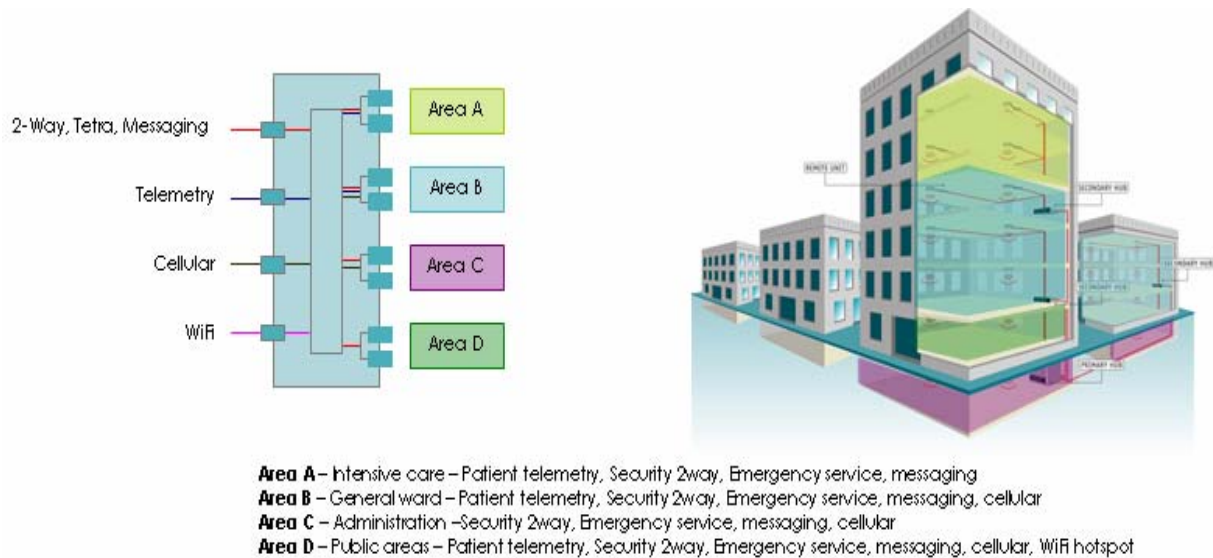 2-Way, Tetra, Messaging
Telemetry
Cellular
WiFi
Area A
Area B
Area C
Area D
REMOTE UNIT
SECONDARY HUB
SECONDARY HUB
SECONDARY HUB
PRIMARY HUB
Area A – Intensive care – Patient telemetry, Security 2way, Emergency service, messaging
Area B – General ward – Patient telemetry, Security 2way, Emergency service, messaging, cellular
Area C – Administration –Security 2way, Emergency service, messaging, cellular
Area D – Public areas – Patient telemetry, Security 2way, Emergency service, messaging, cellular, WiFi hotspot